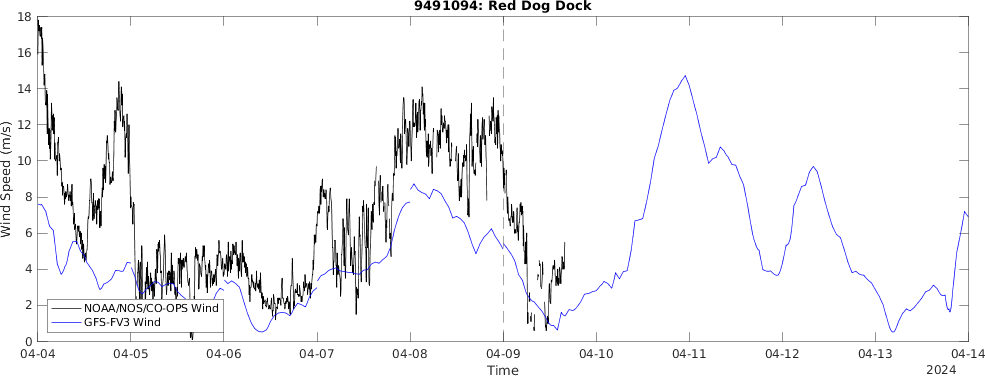 9491094: Red Dog Dock
18
16
14
12
10
8
6
4
2
0
Wind Speed (m/s)
NOAA/NOS/CO-OPS Wind
GFS-FV3 Wind
04-04 04-05 04-06 04-07 04-08 04-09 04-10 04-11 04-12 04-13 04-14
Time
2024